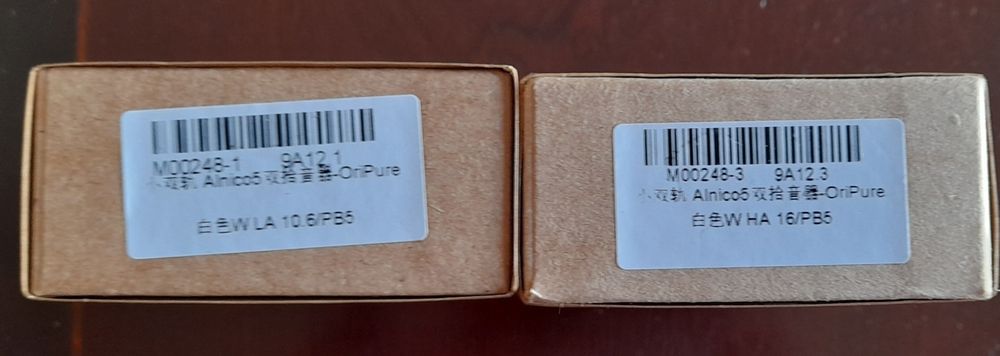 M00248-1 9A12.1
小双轨 Alnico5 双拾音器-OriPure
白色W LA 10.6/PB5
M00248-3 9A12.3
小双轨 Alnico5 双拾音器-OriPure
白色W HA 16/PB5